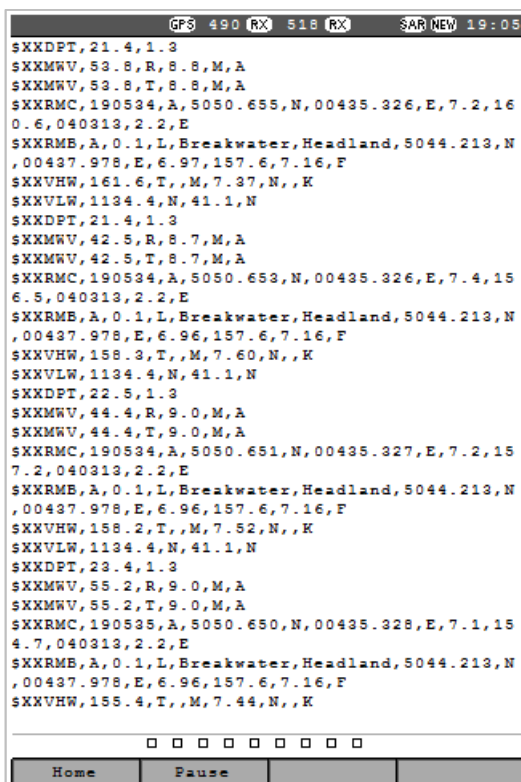 GPS 490 RX 518 RX SAR NEW 19:05
$XXDPT,21.4,1.3
$XXMWV,53.8,R,8.8,M,A
$XXMWV,53.8,T,8.8,M,A
$XXRMC,190534,A,5050.655,N,00435.326,E,7.2,16
0.6,040313,2.2,E
$XXRMB,A,0.1,L,Breakwater,Headland,5044.213,N
,00437.978,E,6.97,157.6,7.16,F
$XXVHW,161.6,T,,M,7.37,N,,K
$XXVLW,1134.4,N,41.1,N
$XXDPT,21.4,1.3
$XXMWV,42.5,R,8.7,M,A
$XXMWV,42.5,T,8.7,M,A
$XXRMC,190534,A,5050.653,N,00435.326,E,7.4,15
6.5,040313,2.2,E
$XXRMB,A,0.1,L,Breakwater,Headland,5044.213,N
,00437.978,E,6.96,157.6,7.16,F
$XXVHW,158.3,T,,M,7.60,N,,K
$XXVLW,1134.4,N,41.1,N
$XXDPT,22.5,1.3
$XXMWV,44.4,R,9.0,M,A
$XXMWV,44.4,T,9.0,M,A
$XXRMC,190534,A,5050.651,N,00435.327,E,7.2,15
7.2,040313,2.2,E
$XXRMB,A,0.1,L,Breakwater,Headland,5044.213,N
,00437.978,E,6.96,157.6,7.16,F
$XXVHW,158.2,T,,M,7.52,N,,K
$XXVLW,1134.4,N,41.1,N
$XXDPT,23.4,1.3
$XXMWV,55.2,R,9.0,M,A
$XXMWV,55.2,T,9.0,M,A
$XXRMC,190535,A,5050.650,N,00435.328,E,7.1,15
4.7,040313,2.2,E
$XXRMB,A,0.1,L,Breakwater,Headland,5044.213,N
,00437.978,E,6.96,157.6,7.16,F
$XXVHW,155.4,T,,M,7.44,N,,K
Home Pause